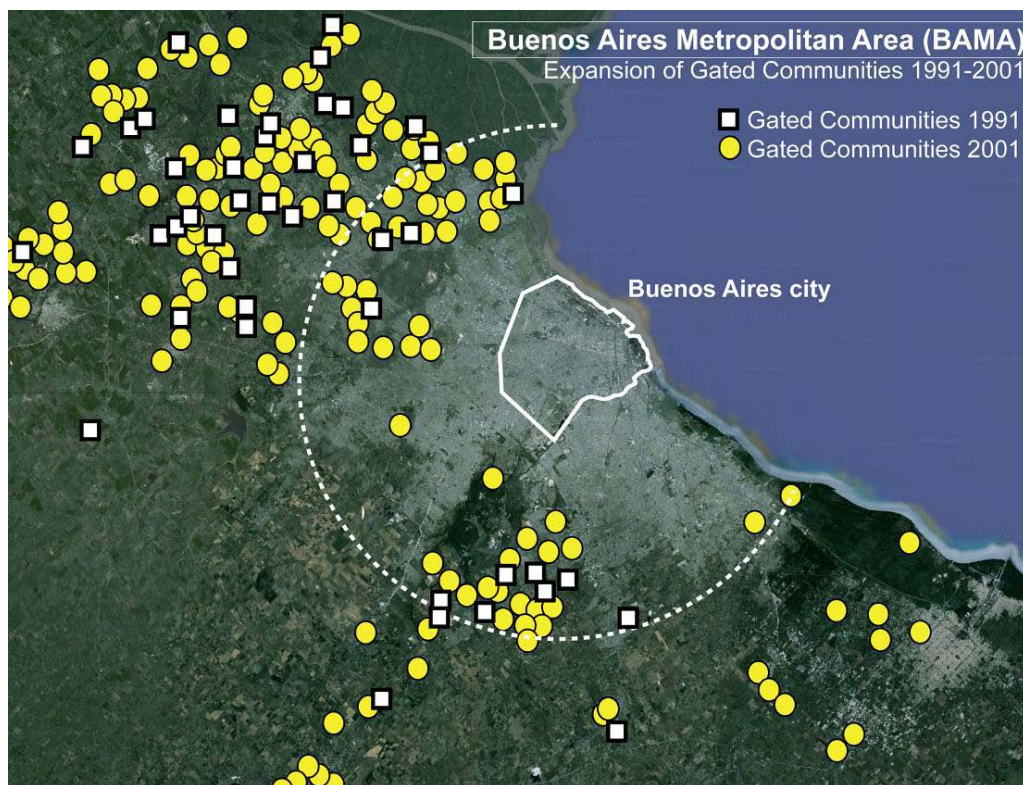 Buenos Aires Metropolitan Area (BAMA)
Expansion of Gated Communities 1991-2001
Gated Communities 1991
Gated Communities 2001
Buenos Aires city